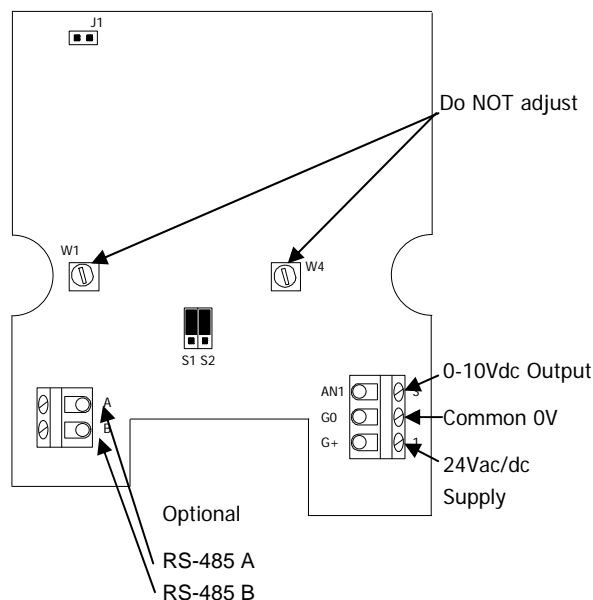 J1
Do NOT adjust
W1
W4
S1 S2
A
B
AN1
G0
G+
3
1
0-10Vdc Output
Common 0V
24Vac/dc
Supply
Optional
RS-485 A
RS-485 B